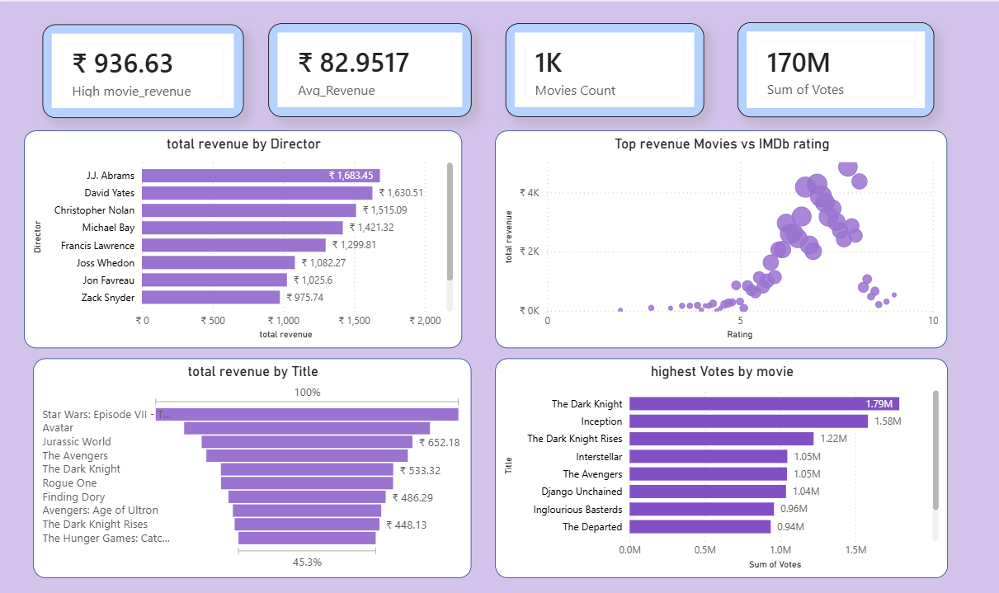 ₹ 936.63
High movie_revenue
₹ 82.9517
Avg_Revenue
1K
Movies Count
170M
Sum of Votes
total revenue by Director
Director
J.J. Abrams ₹ 1,683.45
David Yates ₹ 1,630.51
Christopher Nolan ₹ 1,515.09
Michael Bay ₹ 1,421.32
Francis Lawrence ₹ 1,299.81
Joss Whedon ₹ 1,082.27
Jon Favreau ₹ 1,025.6
Zack Snyder ₹ 975.74
₹ 0 ₹ 500 ₹ 1,000 ₹ 1,500 ₹ 2,000
total revenue
Top revenue Movies vs IMDb rating
total revenue
₹ 4K
₹ 2K
₹ 0K
0 5 10
Rating
total revenue by Title
100%
Star Wars: Episode VII - T...
Avatar
Jurassic World ₹ 652.18
The Avengers
The Dark Knight ₹ 533.32
Rogue One
Finding Dory ₹ 486.29
Avengers: Age of Ultron
The Dark Knight Rises ₹ 448.13
The Hunger Games: Catc...
45.3%
highest Votes by movie
Title
The Dark Knight 1.79M
Inception 1.58M
The Dark Knight Rises 1.22M
Interstellar 1.05M
The Avengers 1.05M
Django Unchained 1.04M
Inglourious Basterds 0.96M
The Departed 0.94M
0.0M 0.5M 1.0M 1.5M
Sum of Votes